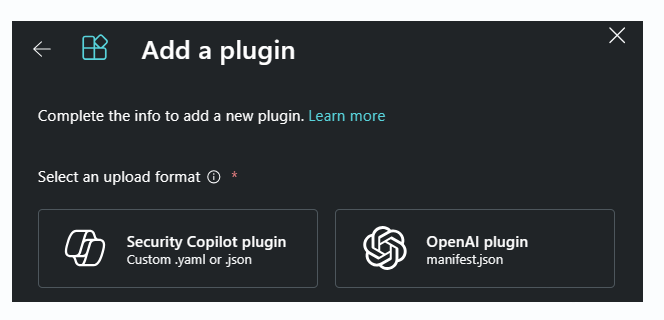 Add a plugin
Complete the info to add a new plugin. Learn more
Select an upload format *
Security Copilot plugin
Custom .yaml or .json
OpenAI plugin
manifest.json